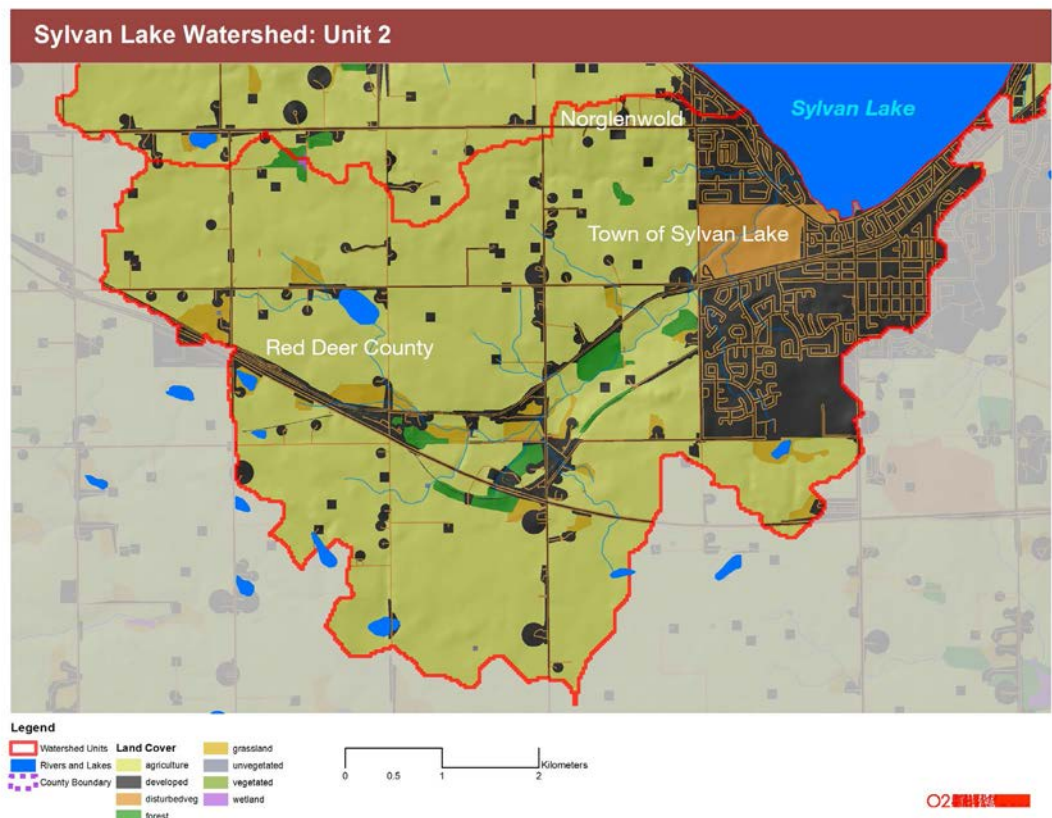 Sylvan Lake Watershed: Unit 2
Sylvan Lake
Norglenwold
Town of Sylvan Lake
Red Deer County
Legend
Watershed Units
Rivers and Lakes
County Boundary
Land Cover
agriculture
developed
disturbedveg
forest
grassland
unvegetated
vegetated
wetland
0 0.5 1 2
Kilometers
O2